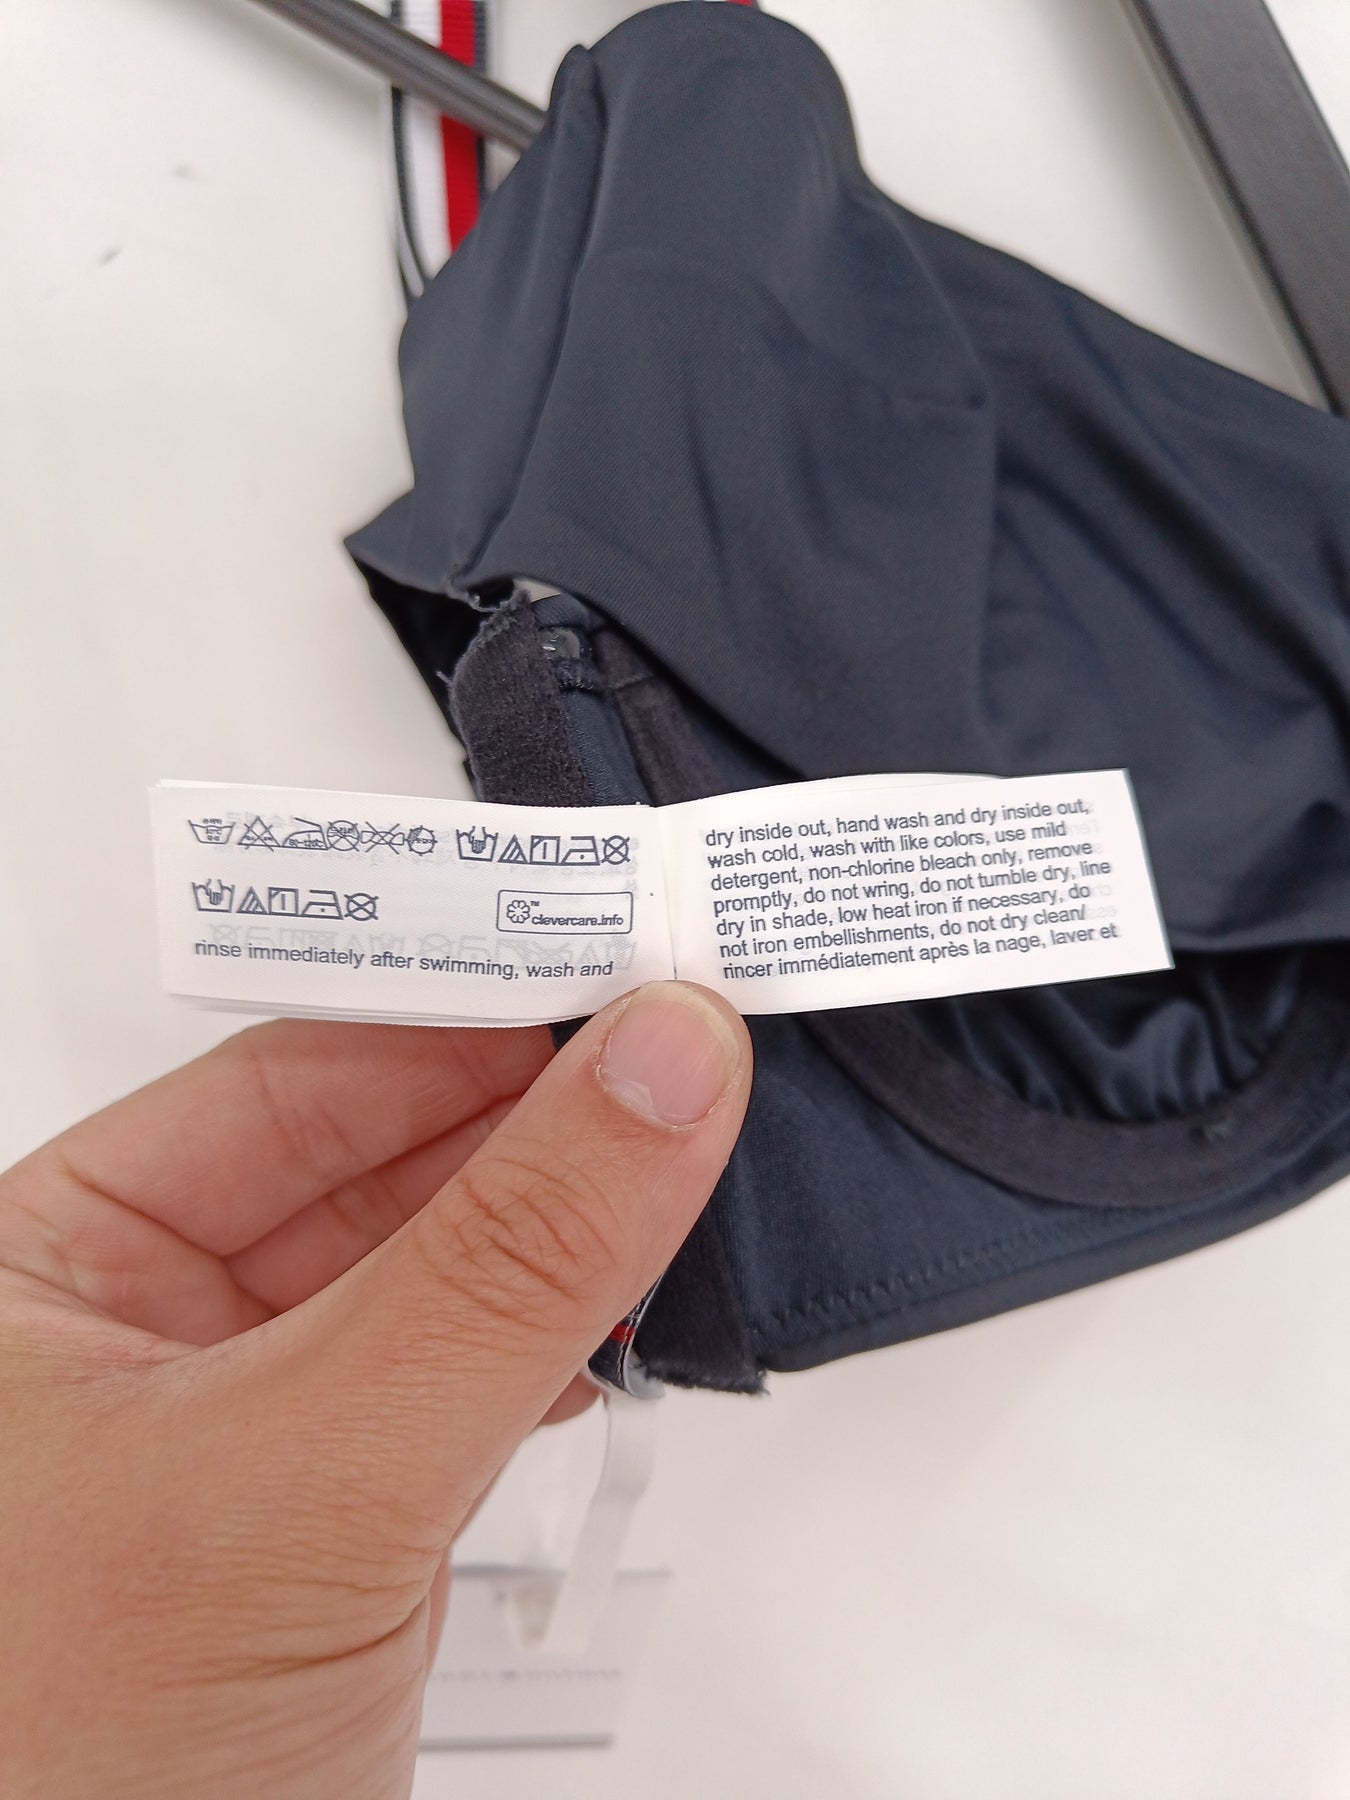 clevercare.info
rinse immediately after swimming, wash and
dry inside out, hand wash and dry inside out,
wash cold, wash with like colors, use mild
detergent, non-chlorine bleach only, remove
promptly, do not wring, do not tumble dry, line
dry in shade, low heat iron if necessary, do
not iron embellishments, do not dry clean/
rincer immédiatement après la nage, laver et